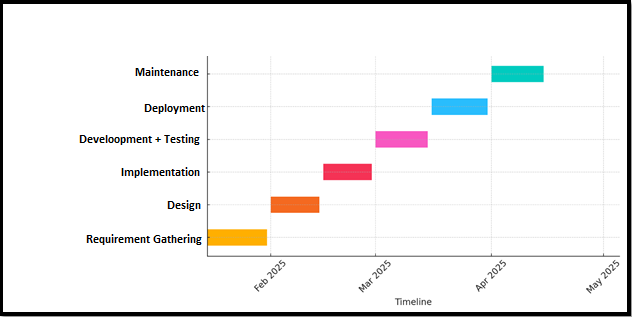 Maintenance
Deployment
Develoopment + Testing
Implementation
Design
Requirement Gathering
Feb 2025
Mar 2025
Apr 2025
May 2025
Timeline